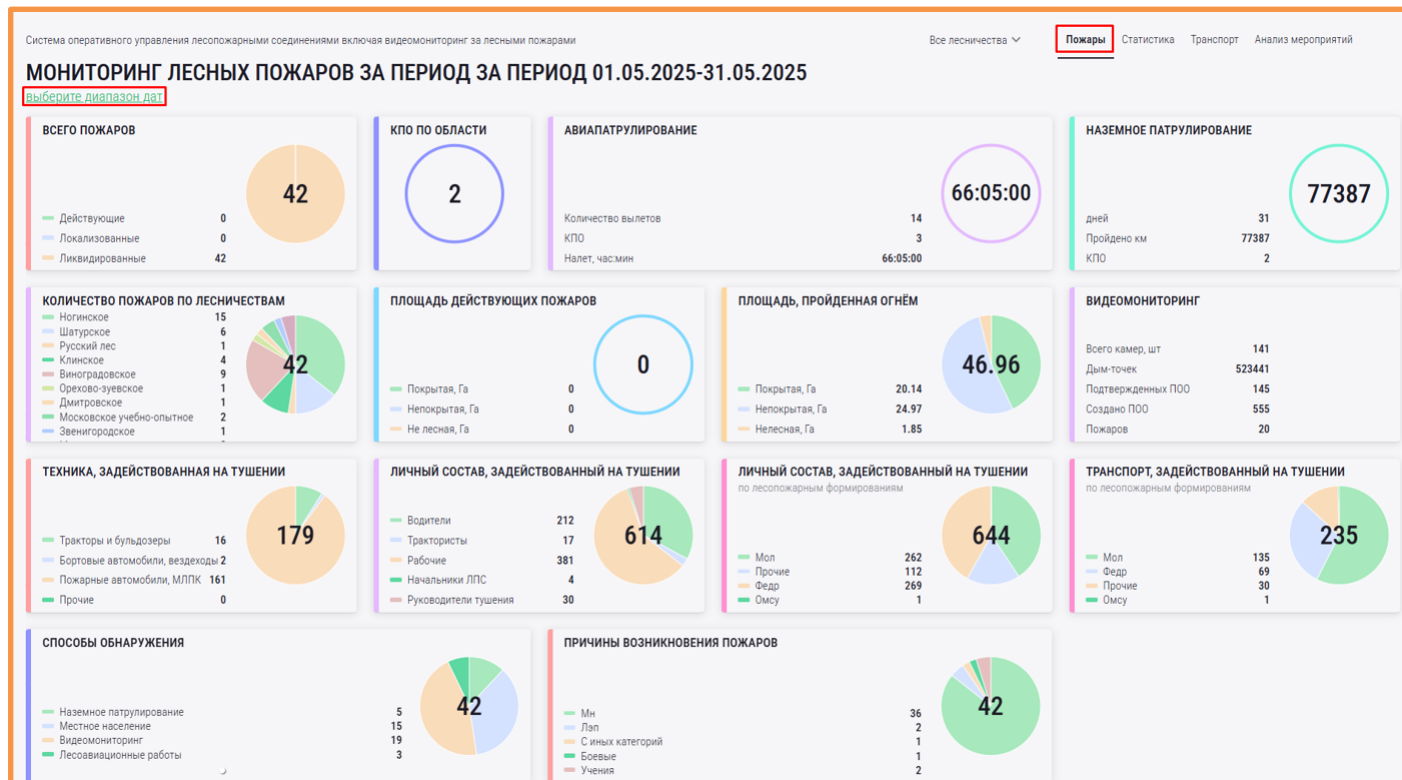 Система оперативного управления лесопожарными соединениями включая видеомониторинг за лесными пожарами
Все лесничества Пожары Статистика Транспорт Анализ мероприятий
МОНИТОРИНГ ЛЕСНЫХ ПОЖАРОВ ЗА ПЕРИОД ЗА ПЕРИОД 01.05.2025-31.05.2025
выберите диапазон дат
ВСЕГО ПОЖАРОВ
42
Действующие 0
Локализованные 0
Ликвидированные 42
КПО ПО ОБЛАСТИ
2
АВИАПАТРУЛИРОВАНИЕ
66:05:00
Количество вылетов 14
КПО 3
Налет, час:мин 66:05:00
НАЗЕМНОЕ ПАТРУЛИРОВАНИЕ
77387
дней 31
Пройдено км 77387
КПО 2
КОЛИЧЕСТВО ПОЖАРОВ ПО ЛЕСНИЧЕСТВАМ
Ногинское 15
Шатурское 6
Русский лес 1
Клинское 4
Виноградовское 9
Орехово-зуевское 1
Дмитровское 1
Московское учебно-опытное 2
Звенигородское 1
42
ПЛОЩАДЬ ДЕЙСТВУЮЩИХ ПОЖАРОВ
0
Покрытая, Га 0
Непокрытая, Га 0
Не лесная, Га 0
ПЛОЩАДЬ, ПРОЙДЕННАЯ ОГНЁМ
46.96
Покрытая, Га 20.14
Непокрытая, Га 24.97
Нелесная, Га 1.85
ВИДЕОМОНИТОРИНГ
Всего камер, шт 141
Дым-точек 523441
Подтвержденных ПОО 145
Создано ПОО 555
Пожаров 20
ТЕХНИКА, ЗАДЕЙСТВОВАННАЯ НА ТУШЕНИИ
179
Тракторы и бульдозеры 16
Бортовые автомобили, вездеходы 2
Пожарные автомобили, МЛПК 161
Прочие 0
ЛИЧНЫЙ СОСТАВ, ЗАДЕЙСТВОВАННЫЙ НА ТУШЕНИИ
614
Водители 212
Трактористы 17
Рабочие 381
Начальники ЛПС 4
Руководители тушения 30
ЛИЧНЫЙ СОСТАВ, ЗАДЕЙСТВОВАННЫЙ НА ТУШЕНИИ
по лесопожарным формированиям
644
Мол 262
Прочие 112
Федр 269
Омсу 1
ТРАНСПОРТ, ЗАДЕЙСТВОВАННЫЙ НА ТУШЕНИИ
по лесопожарным формированиям
235
Мол 135
Федр 69
Прочие 30
Омсу 1
СПОСОБЫ ОБНАРУЖЕНИЯ
42
Наземное патрулирование 5
Местное население 15
Видеомониторинг 19
Лесоавиационные работы 3
ПРИЧИНЫ ВОЗНИКНОВЕНИЯ ПОЖАРОВ
42
Мн 36
Лэп 2
С иных категорий 1
Боевые 1
Учения 2